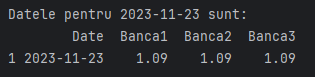 Datele pentru 2023-11-23 sunt:
Date Banca1 Banca2 Banca3
1 2023-11-23 1.09 1.09 1.09